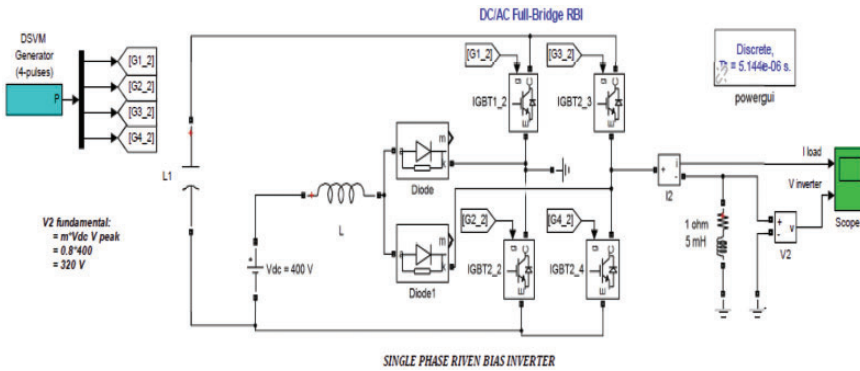 DC/AC Full-Bridge RBI
DSVM
Generator
(4-pulses)
P
[G1_2]
[G2_2]
[G3_2]
[G4_2]
[G1_2]
[G3_2]
Discrete,
= 5.144e-06 s.
powergui
g
C
E
IGBT1_2
g
C
E
IGBT2_3
L1
a
m
k
Diode
L
I2
+
-
i
I load
V inverter
Scope
V2 fundamental:
= m*Vdc V peak
= 0.8*400
= 320 V
a
m
k
Diode1
[G2_2]
[G4_2]
g
C
E
IGBT2_2
g
C
E
IGBT2_4
1 ohm
5 mH
+
-
v
V2
+
Vdc = 400 V
SINGLE PHASE RIVEN BIAS INVERTER